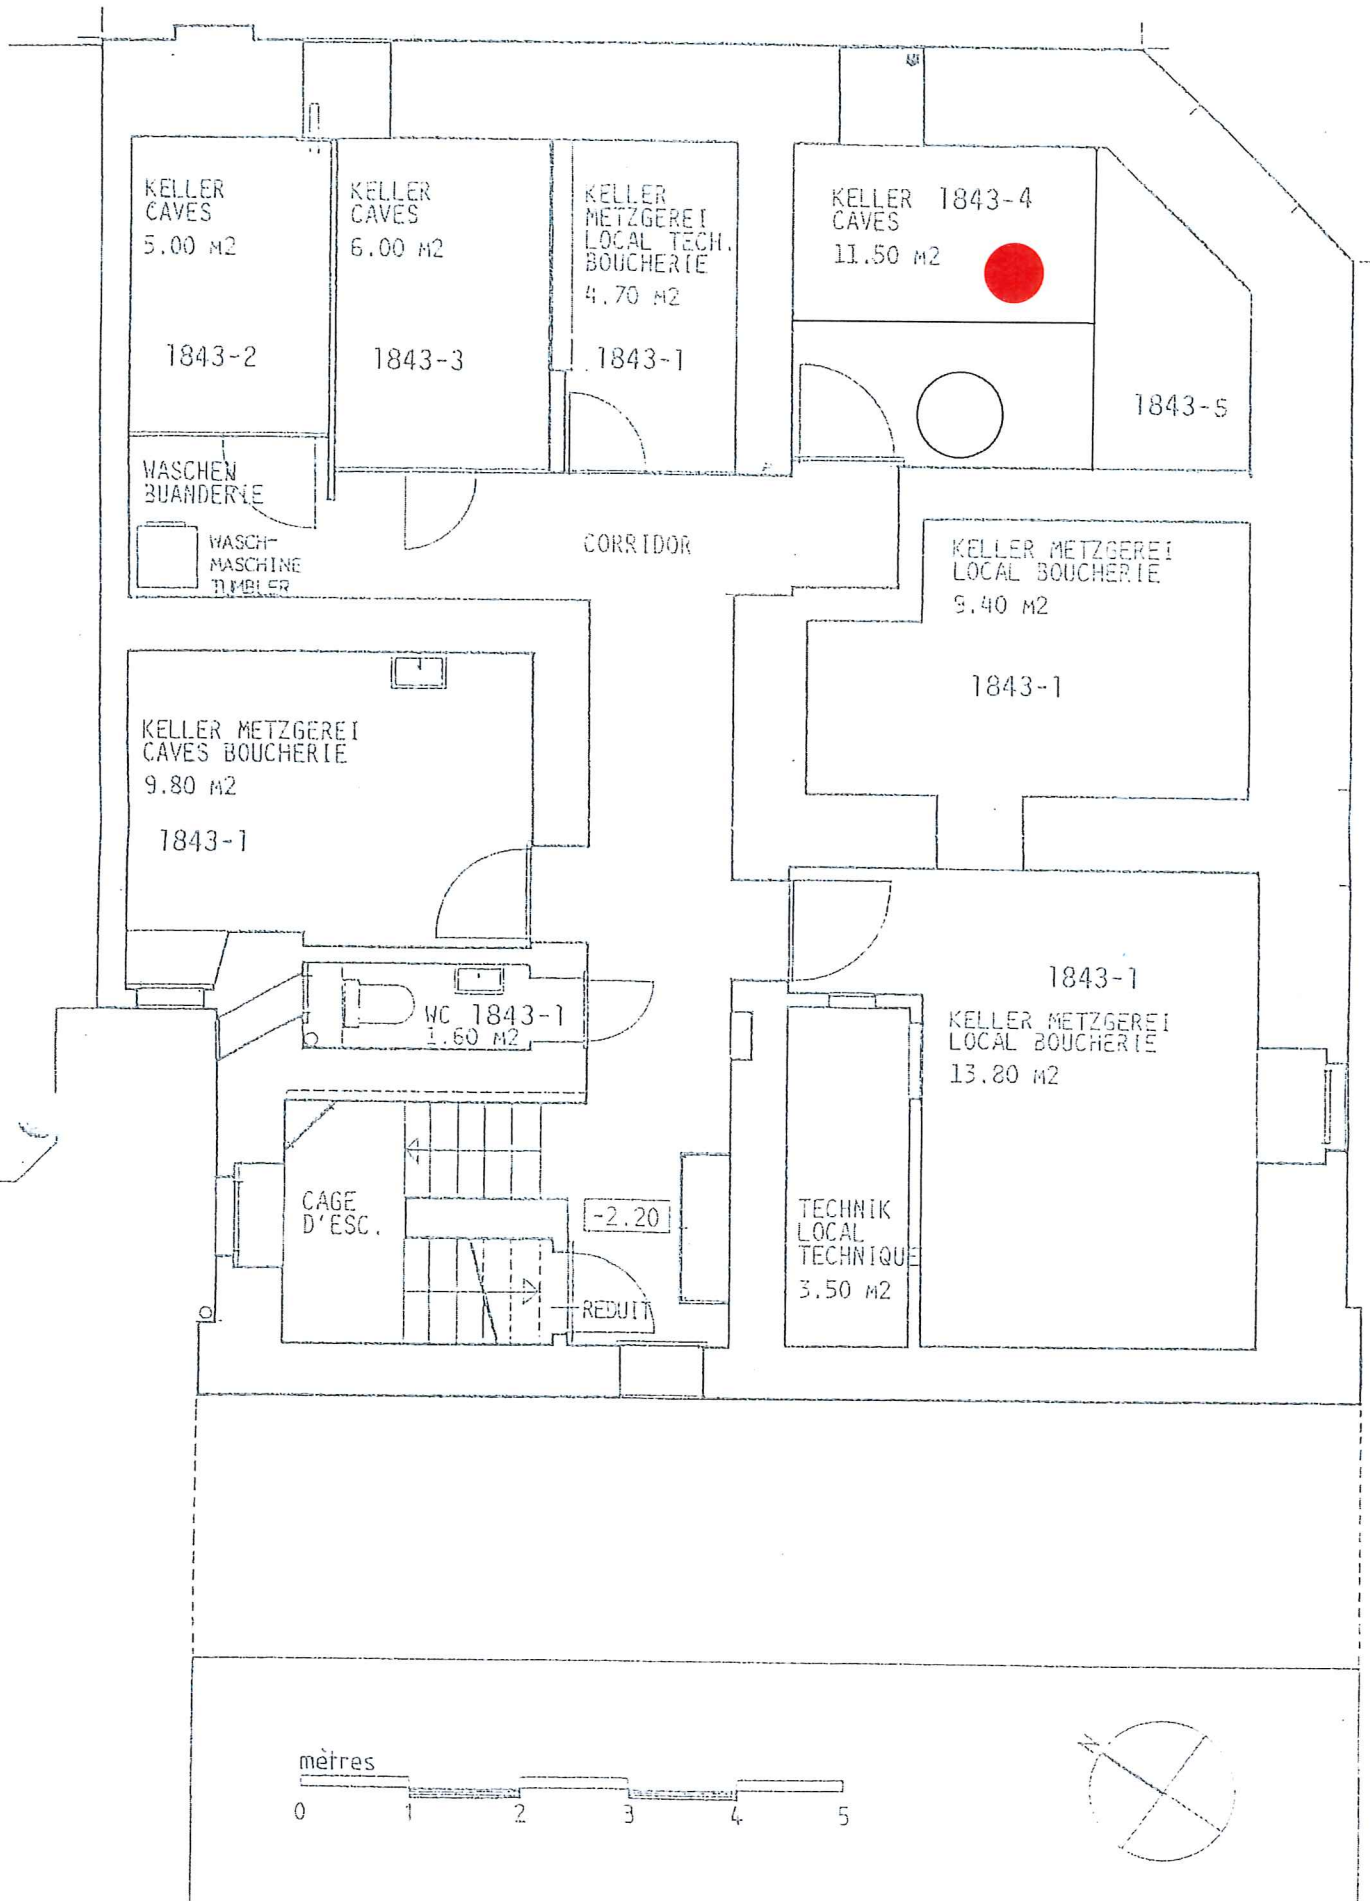 KELLER
CAVES
5.00 M2
1843-2
KELLER
CAVES
6.00 M2
1843-3
KELLER
METZGEREI
LOCAL TECH.
BOUCHERIE
4.70 M2
1843-1
KELLER 1843-4
CAVES
11.50 M2
1843-5
WASCHEN
BUANDERIE
WASCH-
MASCHINE
TUMBLER
CORRIDOR
KELLER METZGEREI
LOCAL BOUCHERIE
9.40 M2
1843-1
KELLER METZGEREI
CAVES BOUCHERIE
9.80 M2
1843-1
WC 1843-1
1.60 M2
1843-1
KELLER METZGEREI
LOCAL BOUCHERIE
13.80 M2
CAGE
D'ESC.
-2.20
REDUIT
TECHNIK
LOCAL
TECHNIQUE
3.50 M2
mètres
0 1 2 3 4 5
N